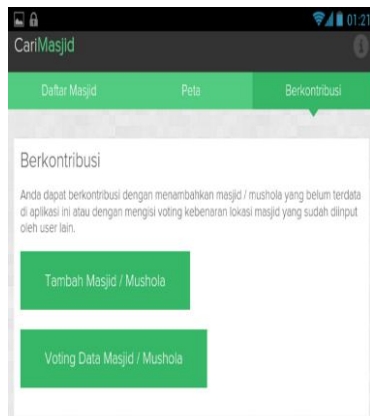 01:21
CariMasjid
Daftar Masjid Peta Berkontribusi
Berkontribusi
Anda dapat berkontribusi dengan menambahkan masjid / mushola yang belum terdata
di aplikasi ini atau dengan mengisi voting kebenaran lokasi masjid yang sudah diinput
oleh user lain.
Tambah Masjid / Mushola
Voting Data Masjid / Mushola